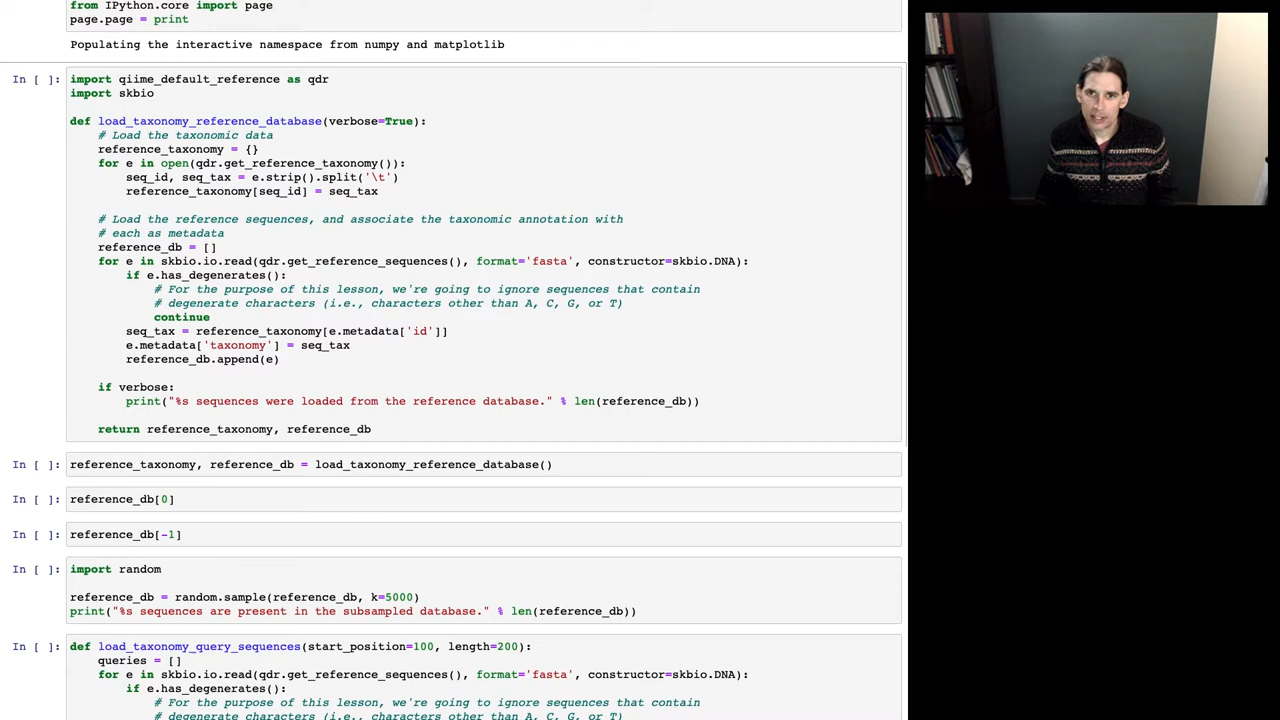 from IPython.core import page
page.page = print
Populating the interactive namespace from numpy and matplotlib
In [ ]: import qiime_default_reference as qdr
import skbio
def load_taxonomy_reference_database(verbose=True):
# Load the taxonomic data
reference_taxonomy = {}
for e in open(qdr.get_reference_taxonomy()):
seq_id, seq_tax = e.strip().split('\t')
reference_taxonomy[seq_id] = seq_tax
# Load the reference sequences, and associate the taxonomic annotation with
# each as metadata
reference_db = []
for e in skbio.io.read(qdr.get_reference_sequences(), format='fasta', constructor=skbio.DNA):
if e.has_degenerates():
# For the purpose of this lesson, we're going to ignore sequences that contain
# degenerate characters (i.e., characters other than A, C, G, or T)
continue
seq_tax = reference_taxonomy[e.metadata['id']]
e.metadata['taxonomy'] = seq_tax
reference_db.append(e)
if verbose:
print("%s sequences were loaded from the reference database." % len(reference_db))
return reference_taxonomy, reference_db
In [ ]: reference_taxonomy, reference_db = load_taxonomy_reference_database()
In [ ]: reference_db[0]
In [ ]: reference_db[-1]
In [ ]: import random
reference_db = random.sample(reference_db, k=5000)
print("%s sequences are present in the subsampled database." % len(reference_db))
In [ ]: def load_taxonomy_query_sequences(start_position=100, length=200):
queries = []
for e in skbio.io.read(qdr.get_reference_sequences(), format='fasta', constructor=skbio.DNA):
if e.has_degenerates():
# For the purpose of this lesson, we're going to ignore sequences that contain
# degenerate characters (i.e., characters other than A, C, G, or T)